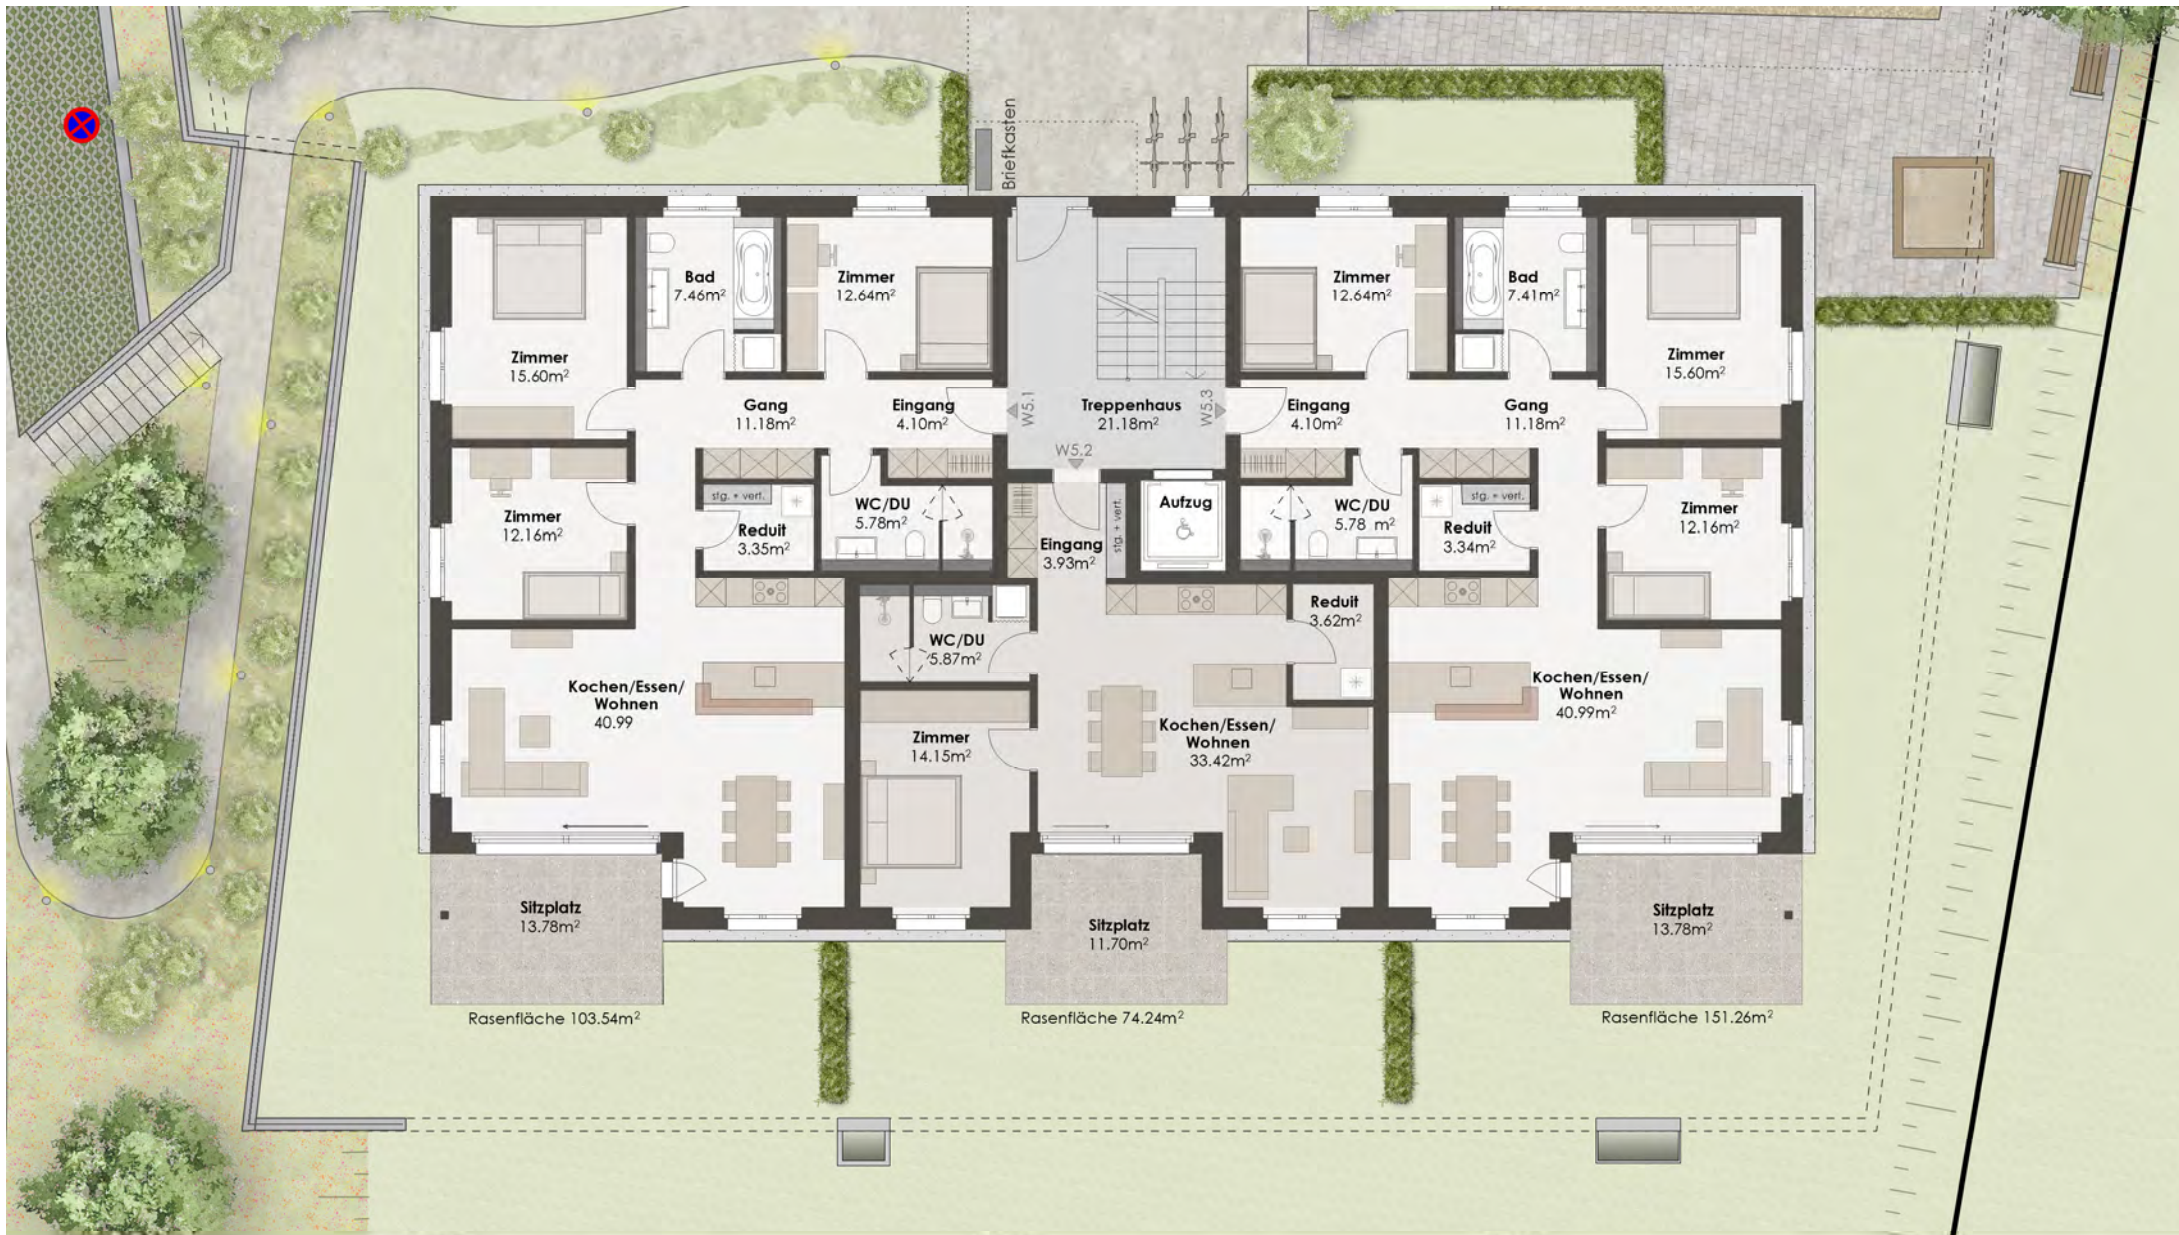 Briefkasten
Zimmer
15.60m²
Bad
7.46m²
Zimmer
12.64m²
Zimmer
12.64m²
Bad
7.41m²
Zimmer
15.60m²
Gang
11.18m²
Eingang
4.10m²
W5.1
Treppenhaus
21.18m²
W5.3
W5.2
Eingang
4.10m²
Gang
11.18m²
Zimmer
12.16m²
stg. + vert.
Reduit
3.35m²
WC/DU
5.78m²
Eingang
3.93m²
stg. + vert.
Aufzug
WC/DU
5.78 m²
stg. + vert.
Reduit
3.34m²
Zimmer
12.16m²
WC/DU
5.87m²
Reduit
3.62m²
Kochen/Essen/
Wohnen
40.99
Zimmer
14.15m²
Kochen/Essen/
Wohnen
33.42m²
Kochen/Essen/
Wohnen
40.99m²
Sitzplatz
13.78m²
Sitzplatz
11.70m²
Sitzplatz
13.78m²
Rasenfläche 103.54m²
Rasenfläche 74.24m²
Rasenfläche 151.26m²